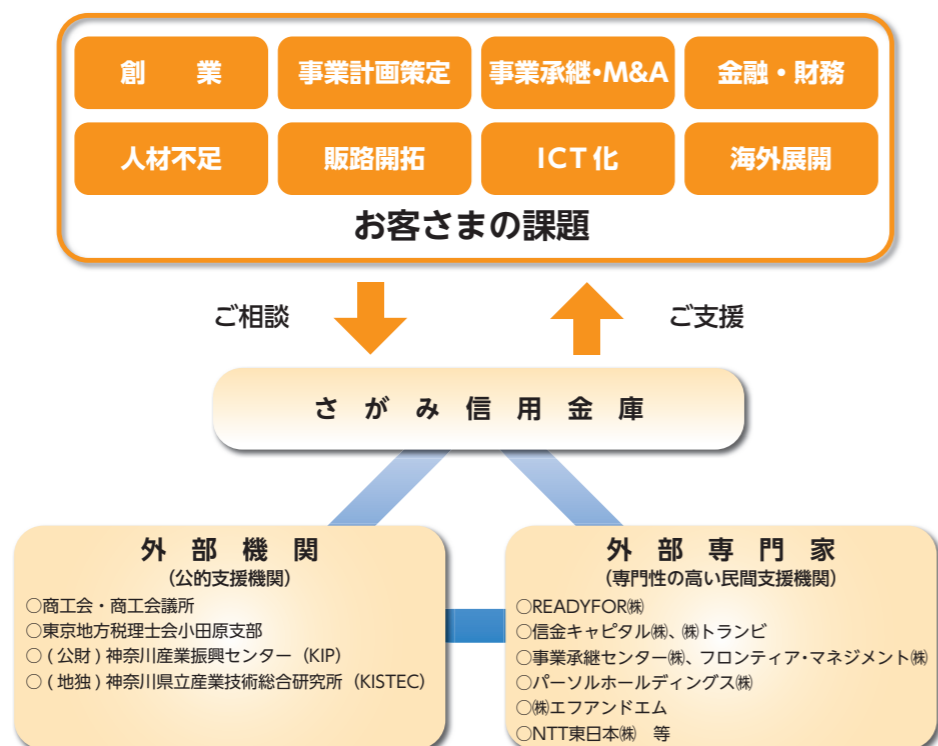 創　業
事業計画策定
事業承継・M&A
金融・財務
人材不足
販路開拓
ICT化
海外展開
お客さまの課題
ご相談
ご支援
さがみ信用金庫
外部機関
(公的支援機関)
○商工会・商工会議所
○東京地方税理士会小田原支部
○(公財)神奈川産業振興センター（KIP）
○(地独)神奈川県立産業技術総合研究所（KISTEC）
外部専門家
(専門性の高い民間支援機関)
○READYFOR㈱
○信金キャピタル㈱、㈱トランビ
○事業承継センター㈱、フロンティア・マネジメント㈱
○パーソルホールディングス㈱
○㈱エフアンドエム
○NTT東日本㈱　等